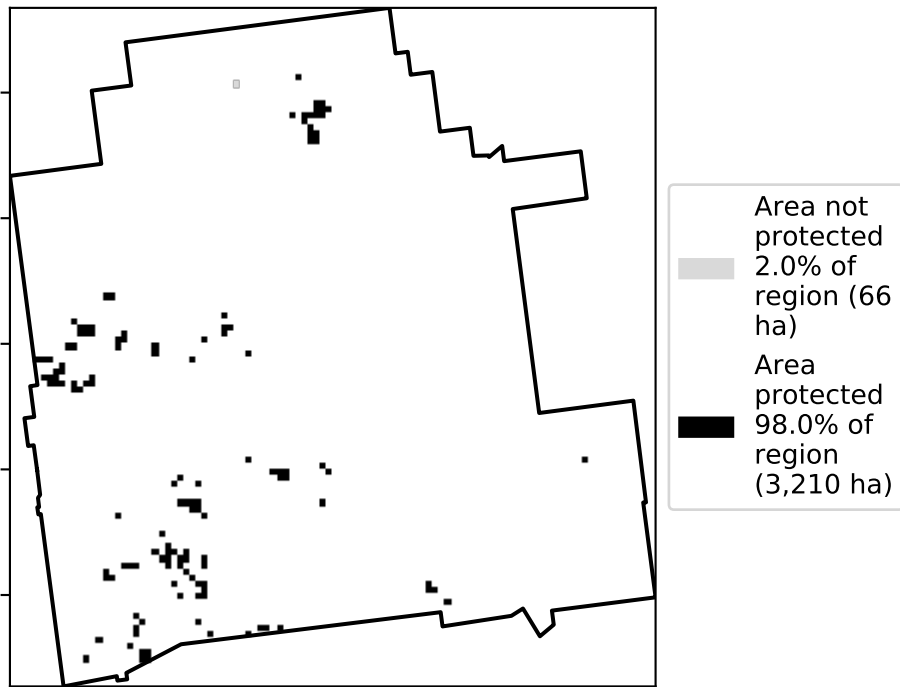 Area not
protected
2.0% of
region (66
ha)
Area
protected
98.0% of
region
(3,210 ha)